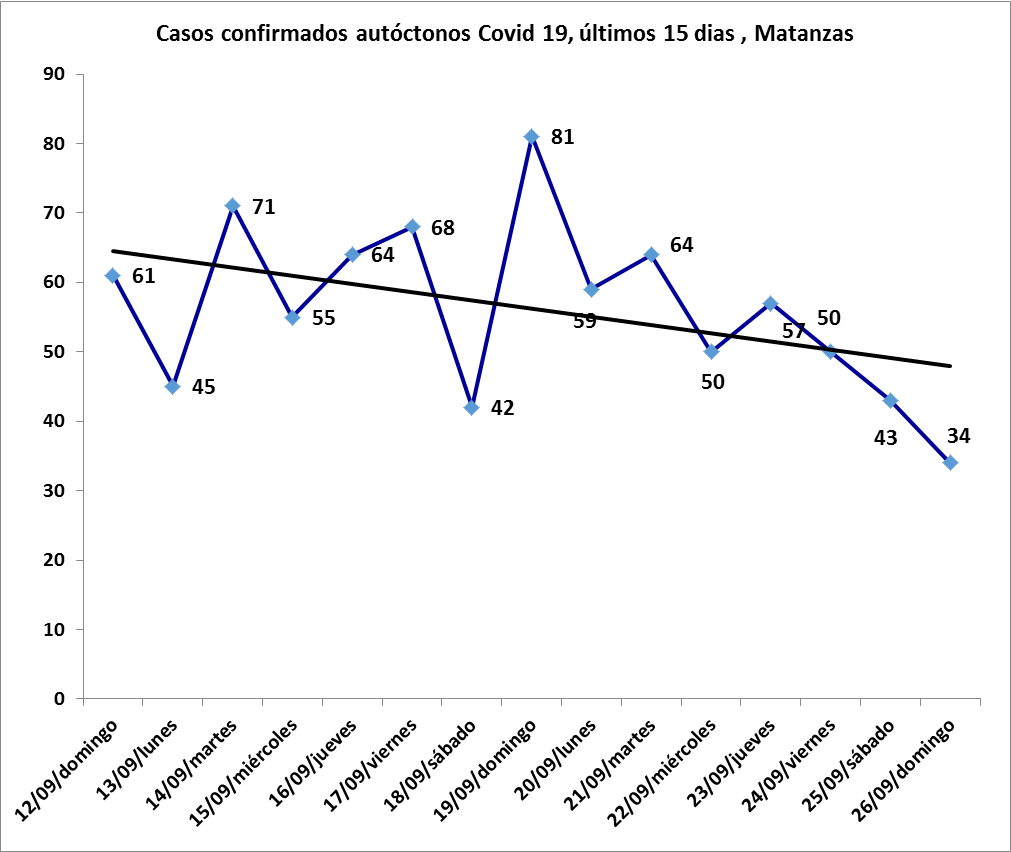 Casos confirmados autóctonos Covid 19, últimos 15 dias , Matanzas
90
80
70
60
50
40
30
20
10
0
61
45
71
55
64
68
42
81
59
64
50
57
50
43
34
12/09/domingo
13/09/lunes
14/09/martes
15/09/miércoles
16/09/jueves
17/09/viernes
18/09/sábado
19/09/domingo
20/09/lunes
21/09/martes
22/09/miércoles
23/09/jueves
24/09/viernes
25/09/sábado
26/09/domingo